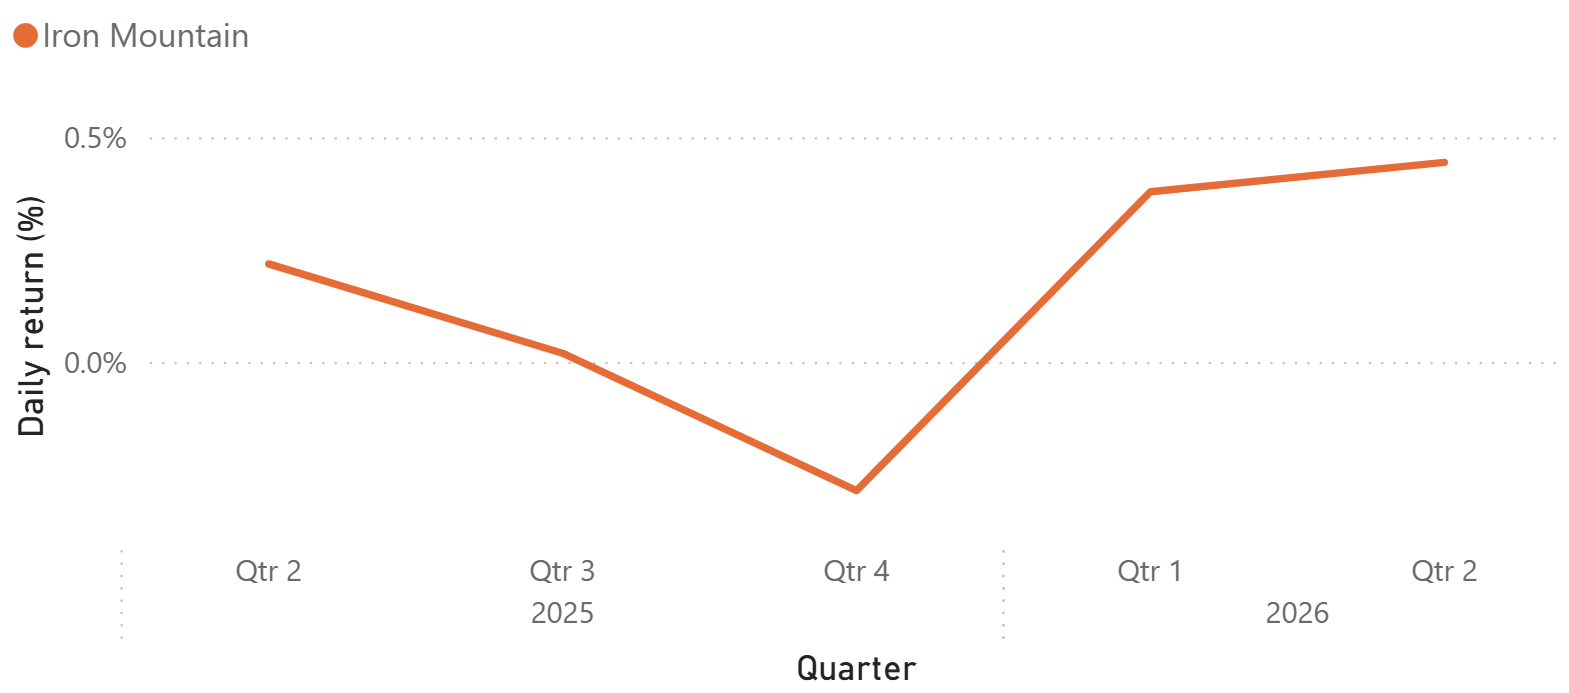 Iron Mountain
0.5%
0.0%
Daily return (%)
Qtr 2 Qtr 3 Qtr 4 Qtr 1 Qtr 2
2025 2026
Quarter